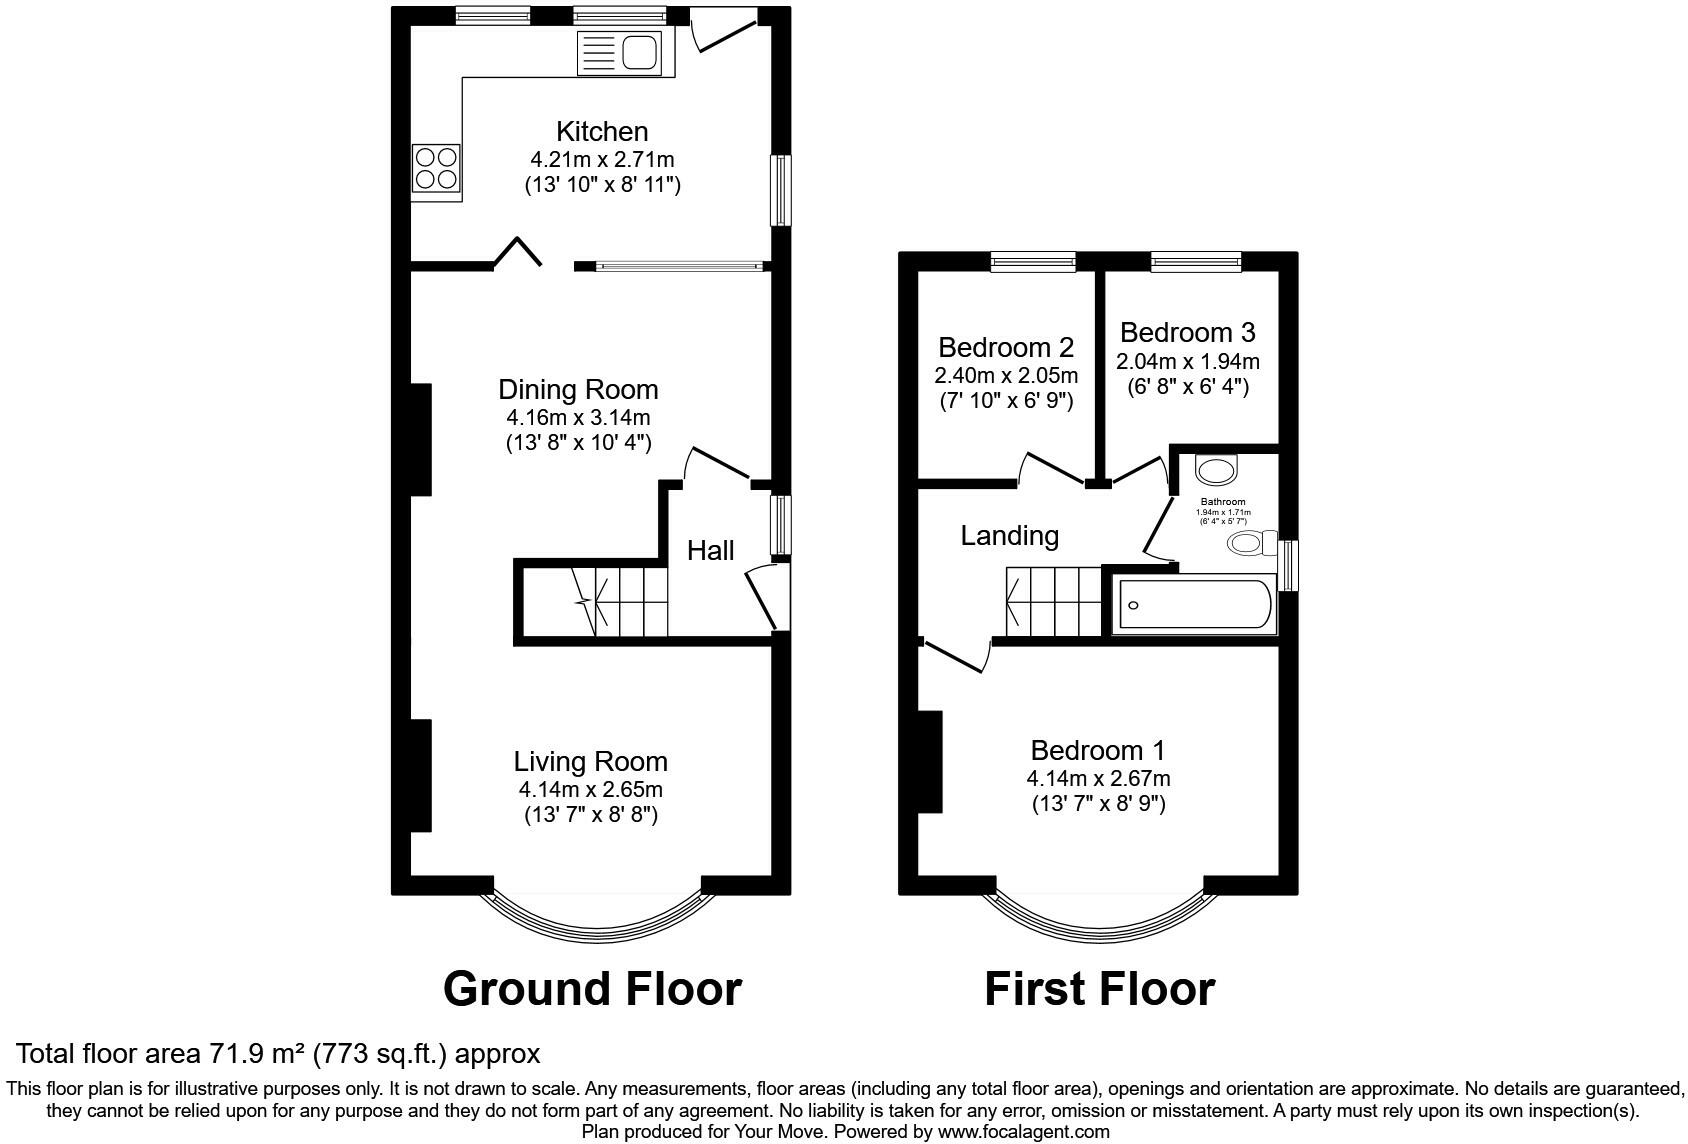 Kitchen
4.21m x 2.71m
(13' 10" x 8' 11")
Dining Room
4.16m x 3.14m
(13' 8" x 10' 4")
Hall
Living Room
4.14m x 2.65m
(13' 7" x 8' 8")
Ground Floor
Bedroom 2
2.40m x 2.05m
(7' 10" x 6' 9")
Bedroom 3
2.04m x 1.94m
(6' 8" x 6' 4")
Bathroom
1.94m x 1.71m
(6' 4" x 5' 7")
Landing
Bedroom 1
4.14m x 2.67m
(13' 7" x 8' 9")
First Floor
Total floor area 71.9 m² (773 sq.ft.) approx
This floor plan is for illustrative purposes only. It is not drawn to scale. Any measurements, floor areas (including any total floor area), openings and orientation are approximate. No details are guaranteed,
they cannot be relied upon for any purpose and they do not form part of any agreement. No liability is taken for any error, omission or misstatement. A party must rely upon its own inspection(s).
Plan produced for Your Move. Powered by www.focalagent.com